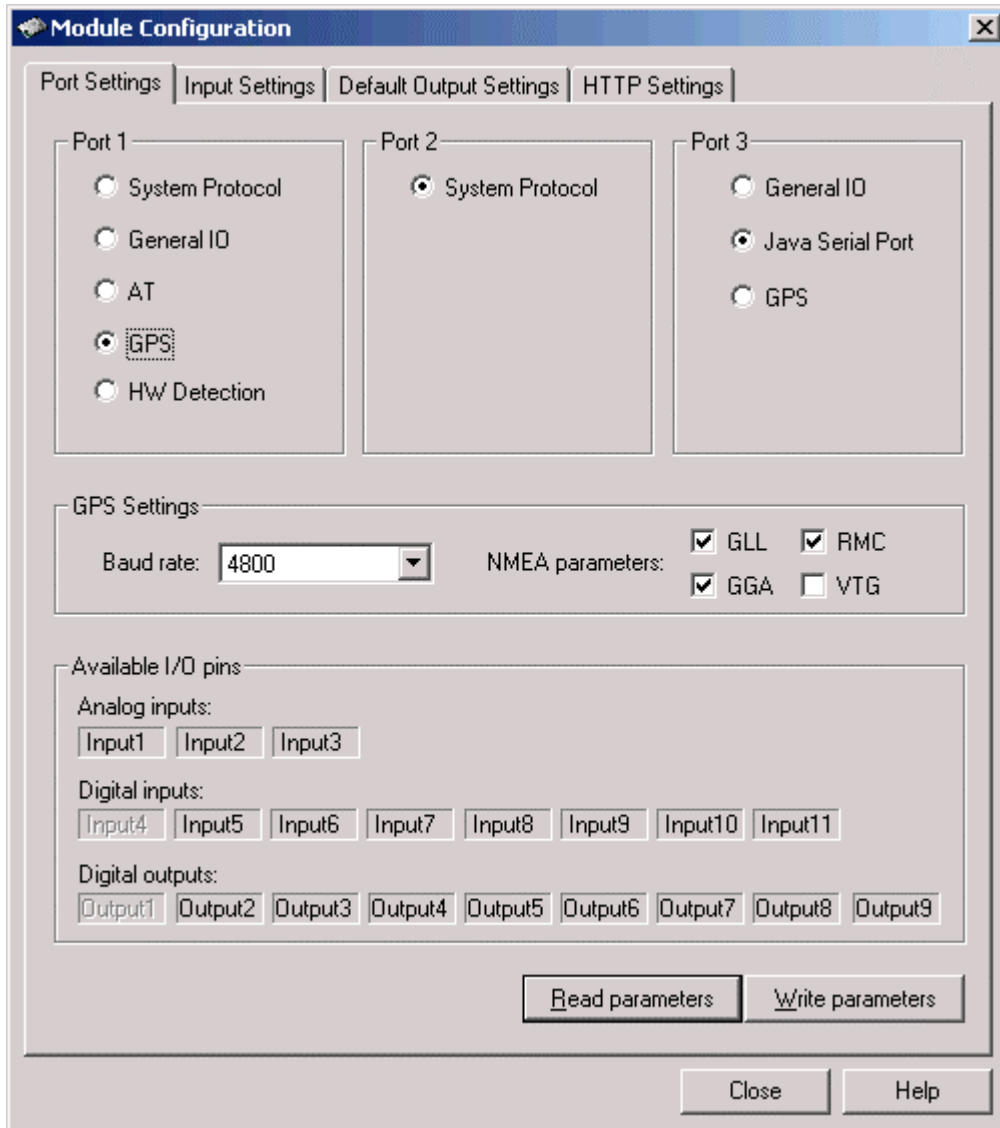 Module Configuration
Port Settings Input Settings Default Output Settings HTTP Settings
Port 1
System Protocol
General IO
AT
GPS
HW Detection
Port 2
System Protocol
Port 3
General IO
Java Serial Port
GPS
GPS Settings
Baud rate: 4800 NMEA parameters: GLL RMC
GGA VTG
Available I/O pins
Analog inputs:
Input1 Input2 Input3
Digital inputs:
Input4 Input5 Input6 Input7 Input8 Input9 Input10 Input11
Digital outputs:
Output1 Output2 Output3 Output4 Output5 Output6 Output7 Output8 Output9
Read parameters Write parameters
Close Help